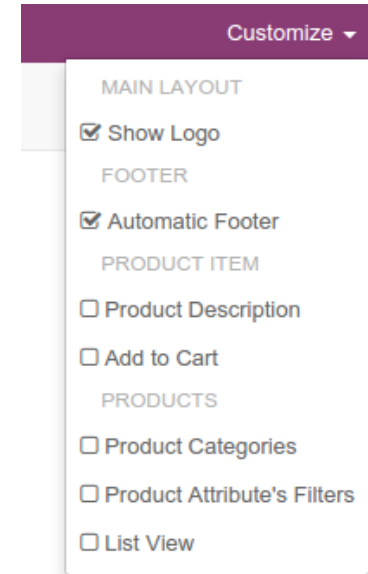 Customize
MAIN LAYOUT
Show Logo
FOOTER
Automatic Footer
PRODUCT ITEM
Product Description
Add to Cart
PRODUCTS
Product Categories
Product Attribute's Filters
List View